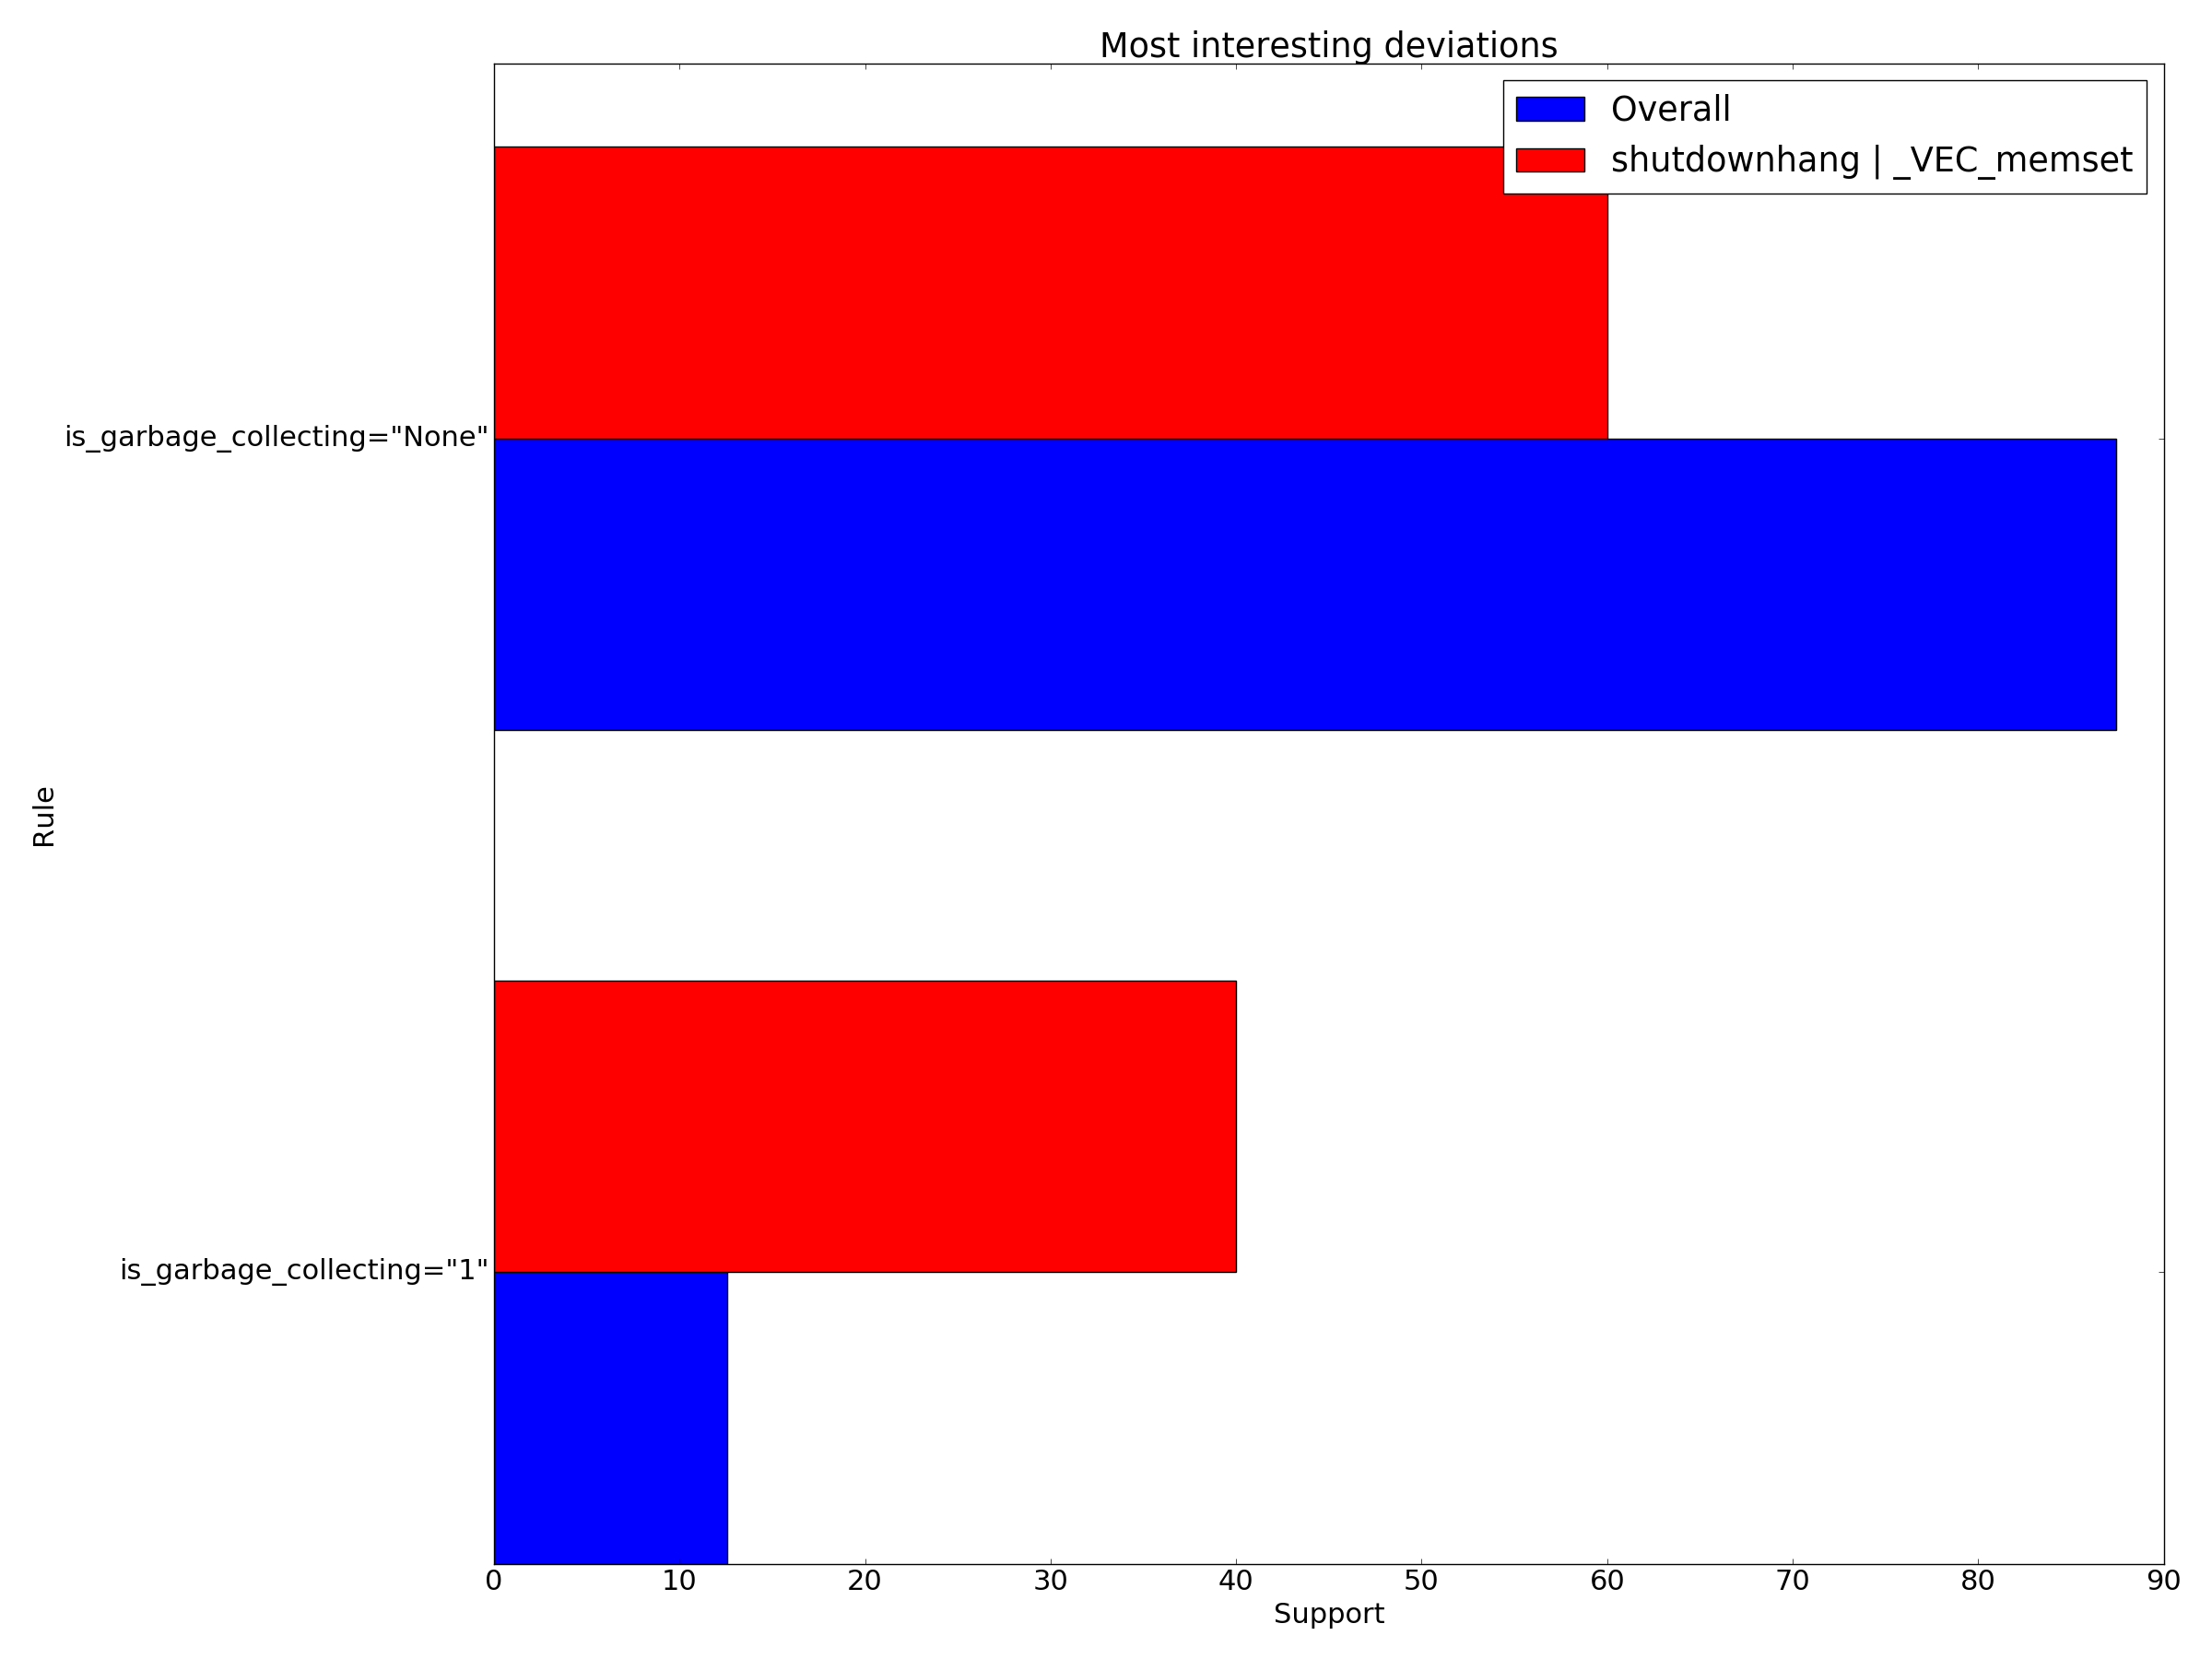 Most interesting deviations
Overall
shutdownhang | _VEC_memset
is_garbage_collecting="None"
Rule
is_garbage_collecting="1"
0 10 20 30 40 50 60 70 80 90
Support